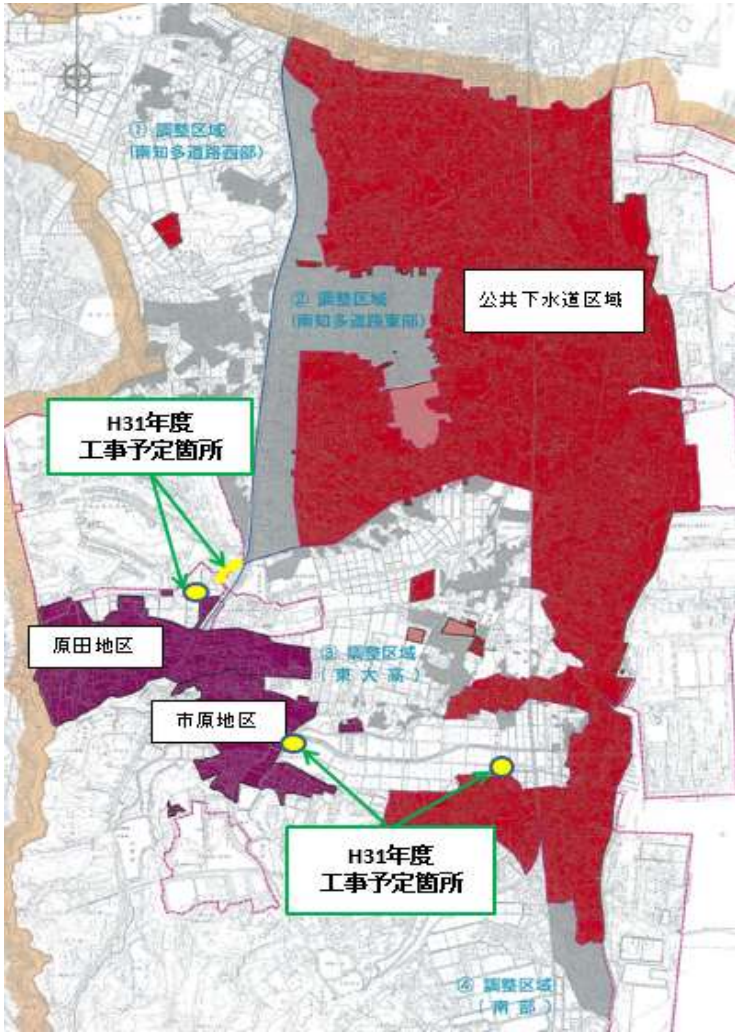 ① 調整区域
(南知多道路西部)
② 調整区域
(南知多道路東部)
公共下水道区域
H31年度
工事予定箇所
原田地区
③ 調整区域
(東大高)
市原地区
H31年度
工事予定箇所
④ 調整区域
(南部)